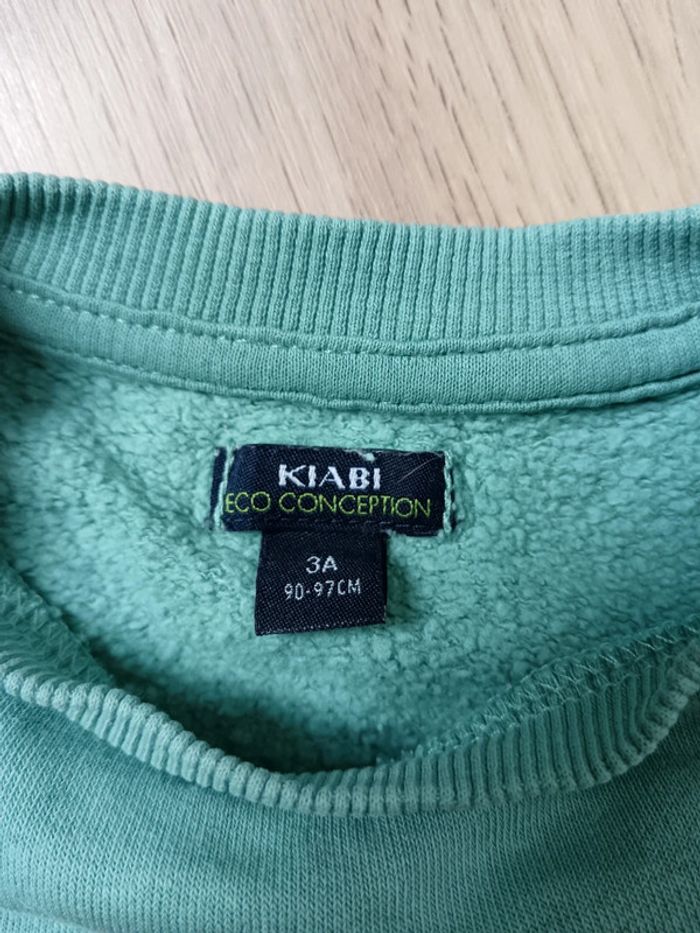 KIABI
ECO CONCEPTION
3A
90-97CM